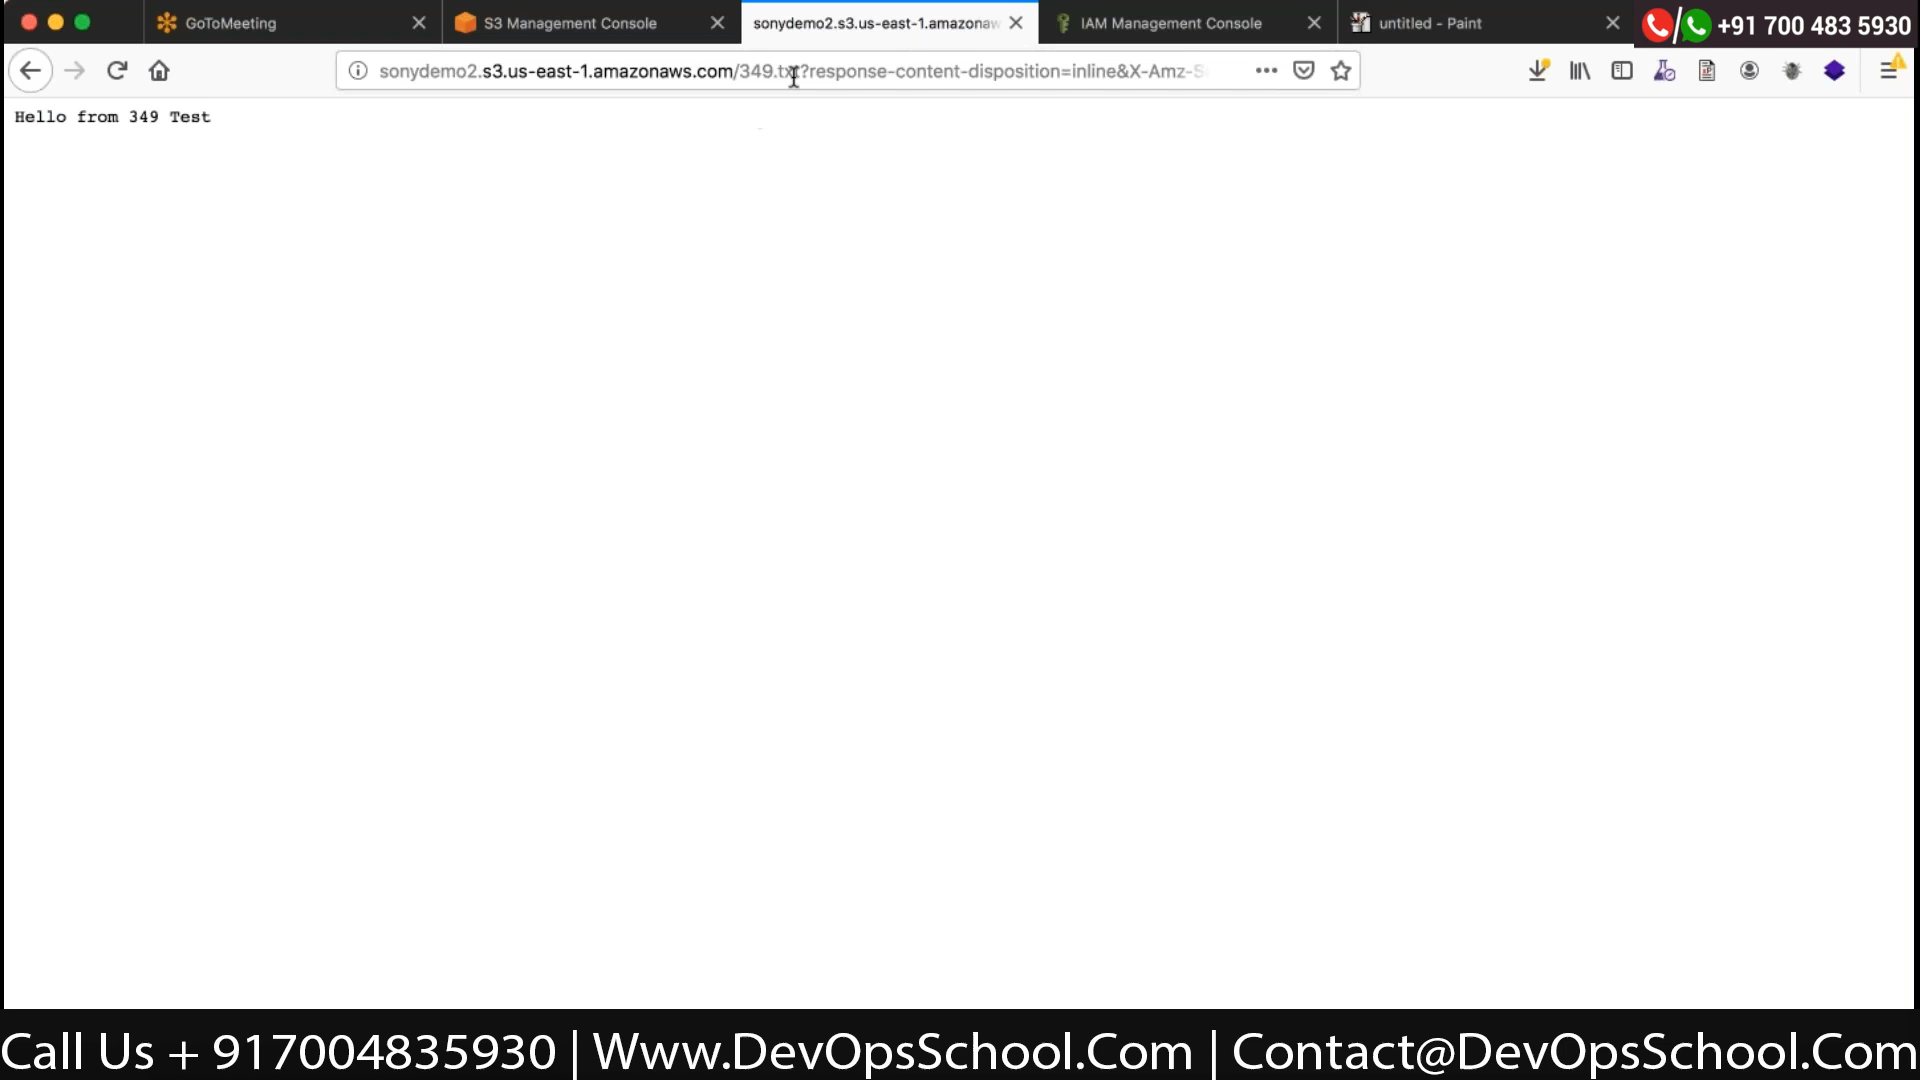 GoToMeeting
S3 Management Console
sonydemo2.s3.us-east-1.amazonaw
IAM Management Console
untitled - Paint
+91 700 483 5930
sonydemo2.s3.us-east-1.amazonaws.com/349.txt?response-content-disposition=inline&X-Amz-S
Hello from 349 Test
Call Us + 917004835930 | Www.DevOpsSchool.Com | Contact@DevOpsSchool.Com